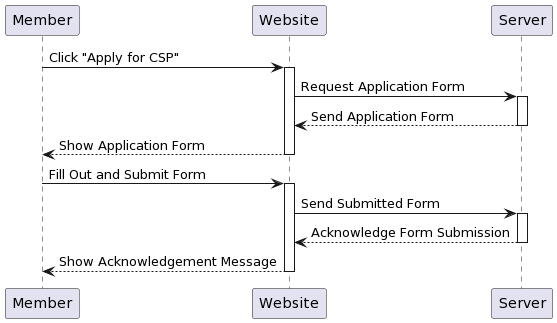 Member Website Server
Click "Apply for CSP"
Request Application Form
Send Application Form
Show Application Form
Fill Out and Submit Form
Send Submitted Form
Acknowledge Form Submission
Show Acknowledgement Message
Member Website Server